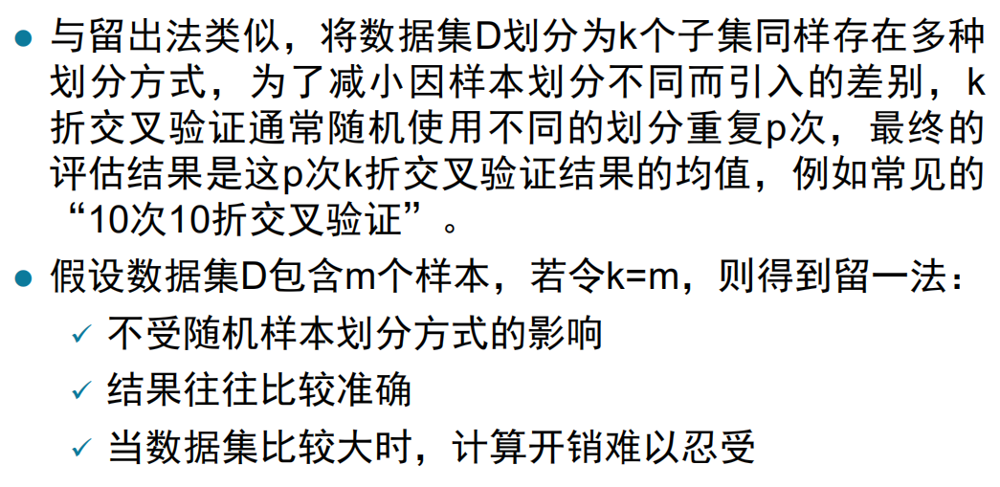 ● 与留出法类似，将数据集D划分为k个子集同样存在多种
划分方式，为了减小因样本划分不同而引入的差别，k
折交叉验证通常随机使用不同的划分重复p次，最终的
评估结果是这p次k折交叉验证结果的均值，例如常见的
“10次10折交叉验证”。
● 假设数据集D包含m个样本，若令k=m，则得到留一法：
✓ 不受随机样本划分方式的影响
✓ 结果往往比较准确
✓ 当数据集比较大时，计算开销难以忍受